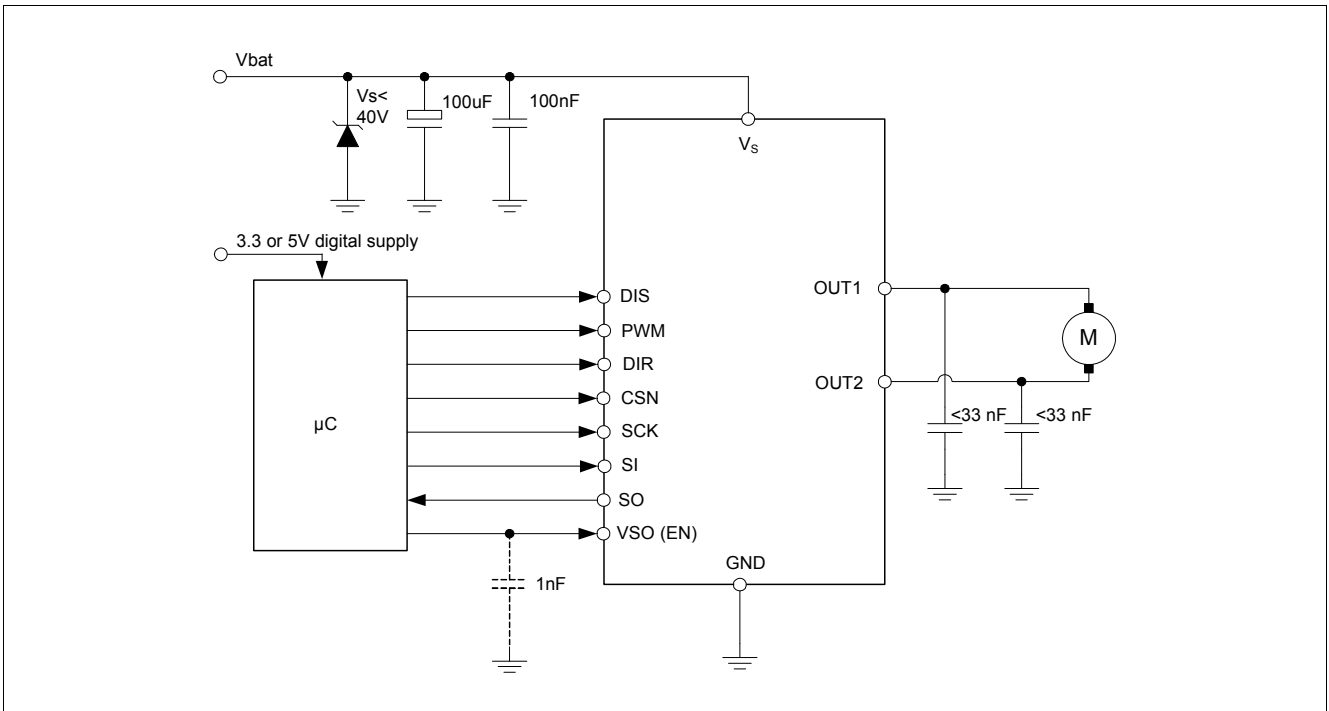 Vbat
Vs<
40V
100uF
100nF
VS
3.3 or 5V digital supply
µC
DIS
PWM
DIR
CSN
SCK
SI
SO
VSO (EN)
GND
OUT1
OUT2
M
<33 nF
<33 nF
1nF